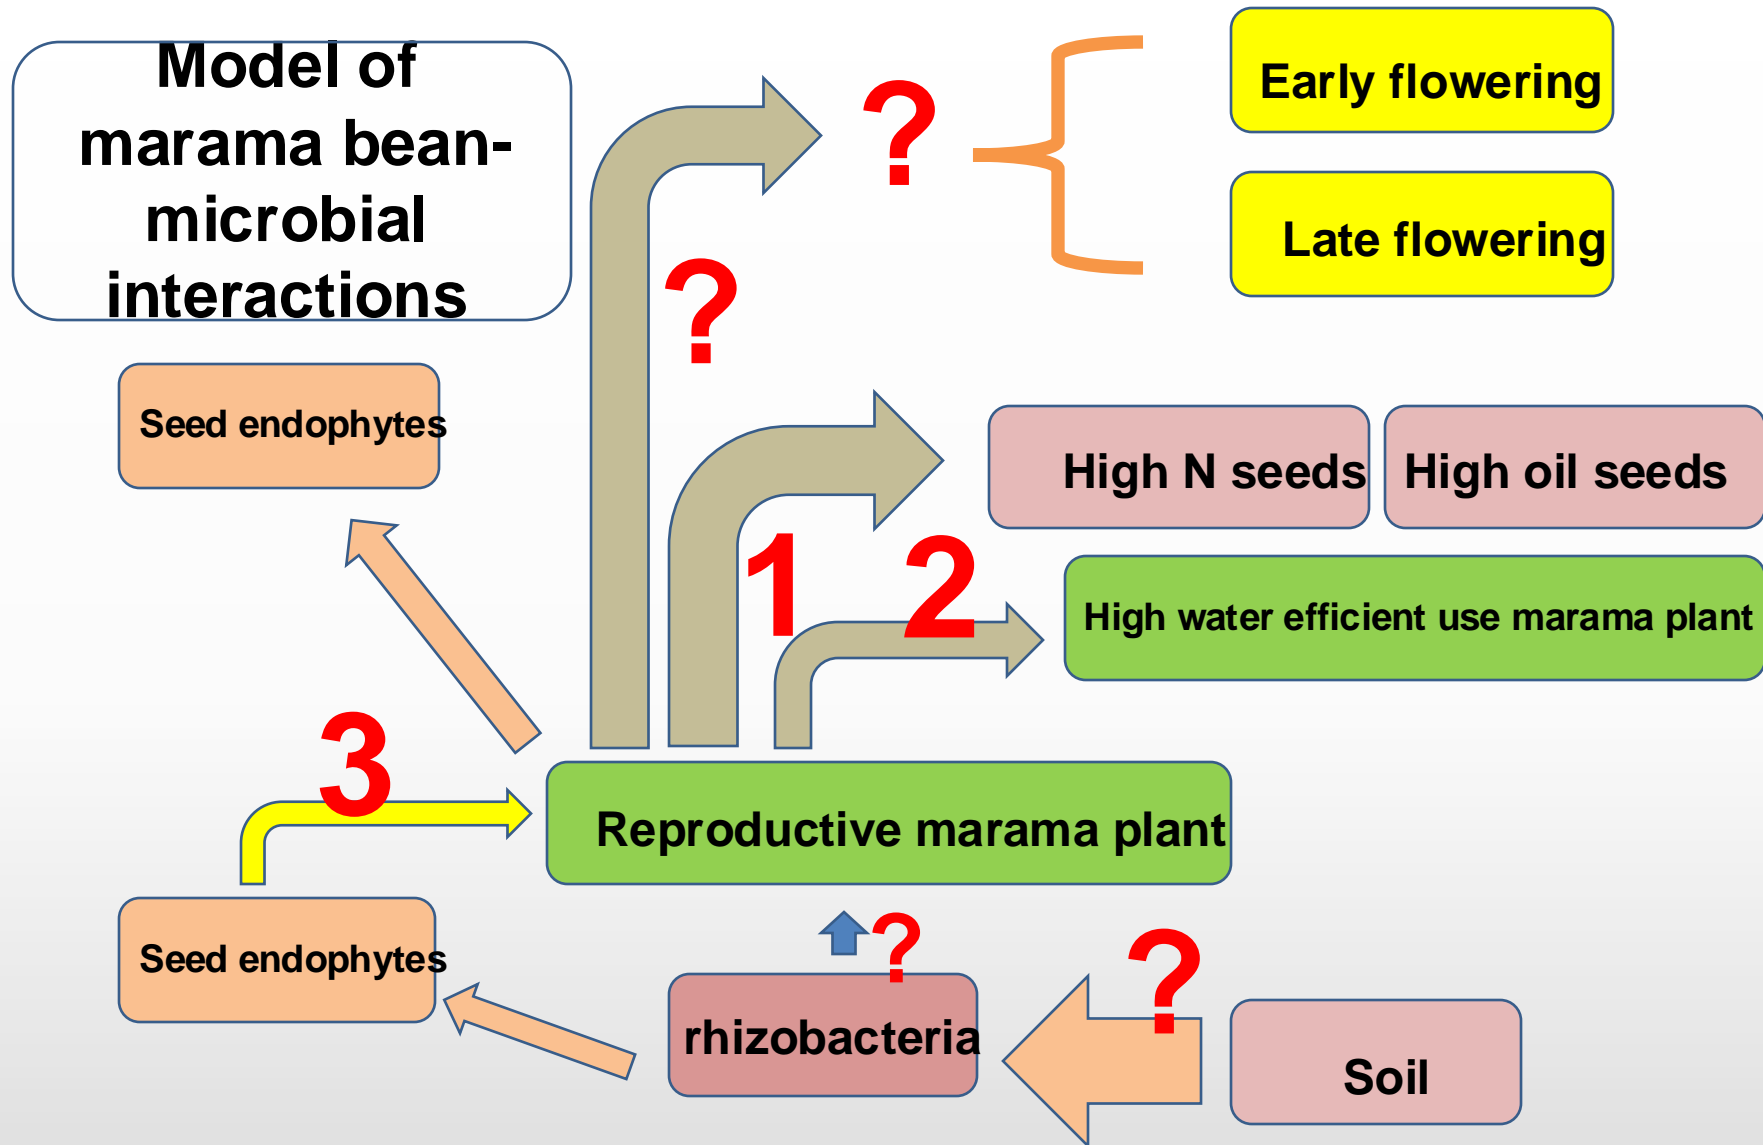 Model of
marama bean-
microbial
interactions
?
Early flowering
Late flowering
?
Seed endophytes
High N seeds
High oil seeds
1
2
High water efficient use marama plant
3
Reproductive marama plant
Seed endophytes
?
?
rhizobacteria
Soil